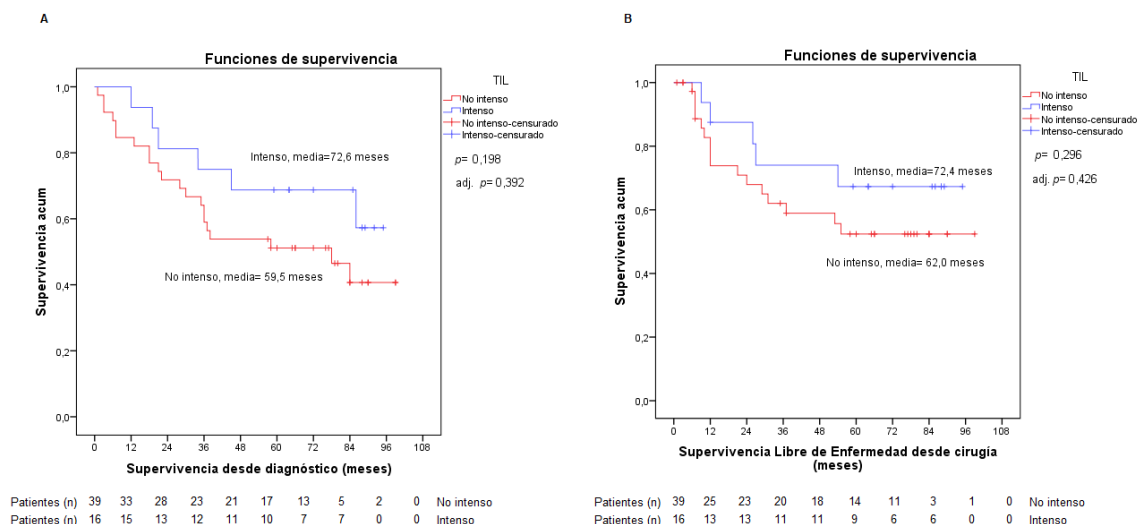 A
Funciones de supervivencia
TIL
No intenso
Intenso
No intenso-censurado
Intenso-censurado
p= 0,198
adj. p=0,392
Intenso, media=72,6 meses
No intenso, media= 59,5 meses
Supervivencia acum
1,0
0,8
0,6
0,4
0,2
0,0
0 12 24 36 48 60 72 84 96 108
Supervivencia desde diagnóstico (meses)
Patientes (n) 39 33 28 23 21 17 13 5 2 0 No intenso
Patientes (n) 16 15 13 12 11 10 7 7 0 0 Intenso
B
Funciones de supervivencia
TIL
No intenso
Intenso
No intenso-censurado
Intenso-censurado
p= 0,296
adj. p=0,426
Intenso, media=72,4 meses
No intenso, media= 62,0 meses
Supervivencia acum
1,0
0,8
0,6
0,4
0,2
0,0
0 12 24 36 48 60 72 84 96 108
Supervivencia Libre de Enfermedad desde cirugía
(meses)
Patientes (n) 39 25 23 20 18 14 11 3 1 0 No intenso
Patientes (n) 16 13 13 11 11 9 6 6 0 0 Intenso